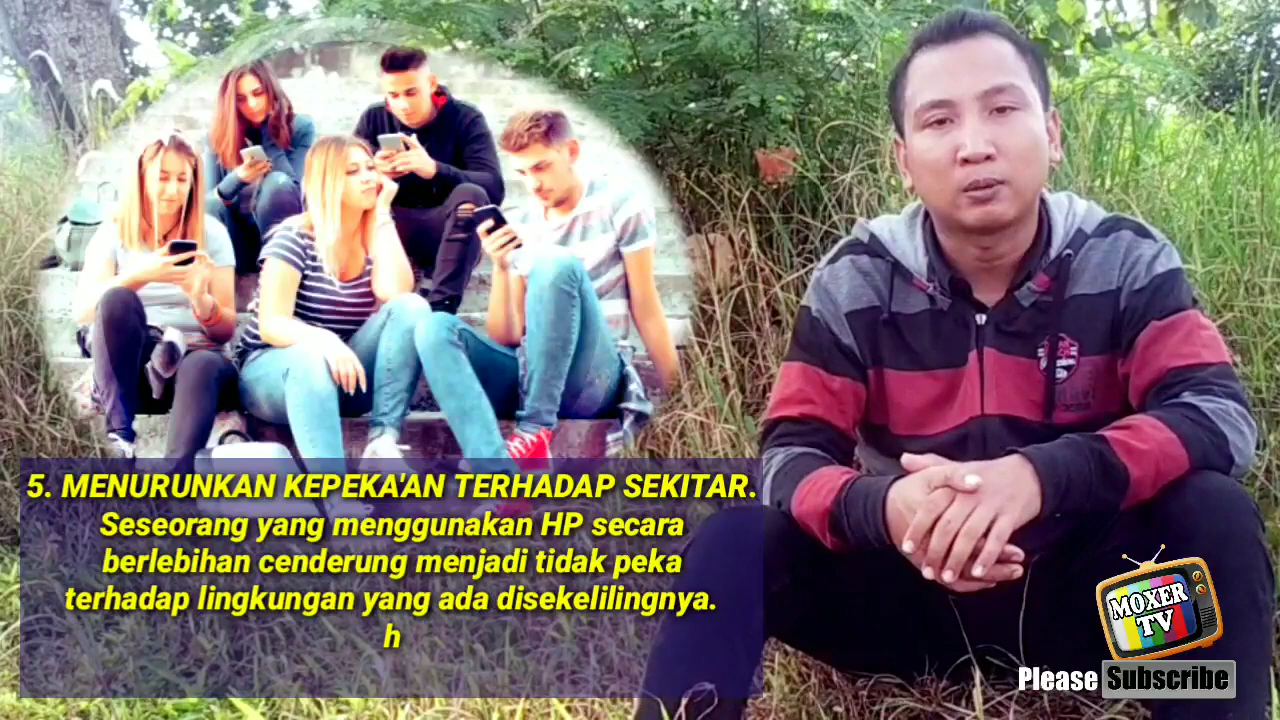 5. MENURUNKAN KEPEKA'AN TERHADAP SEKITAR.
Seseorang yang menggunakan HP secara
berlebihan cenderung menjadi tidak peka
terhadap lingkungan yang ada disekelilingnya.
h
MOXER
TV
Please Subscribe